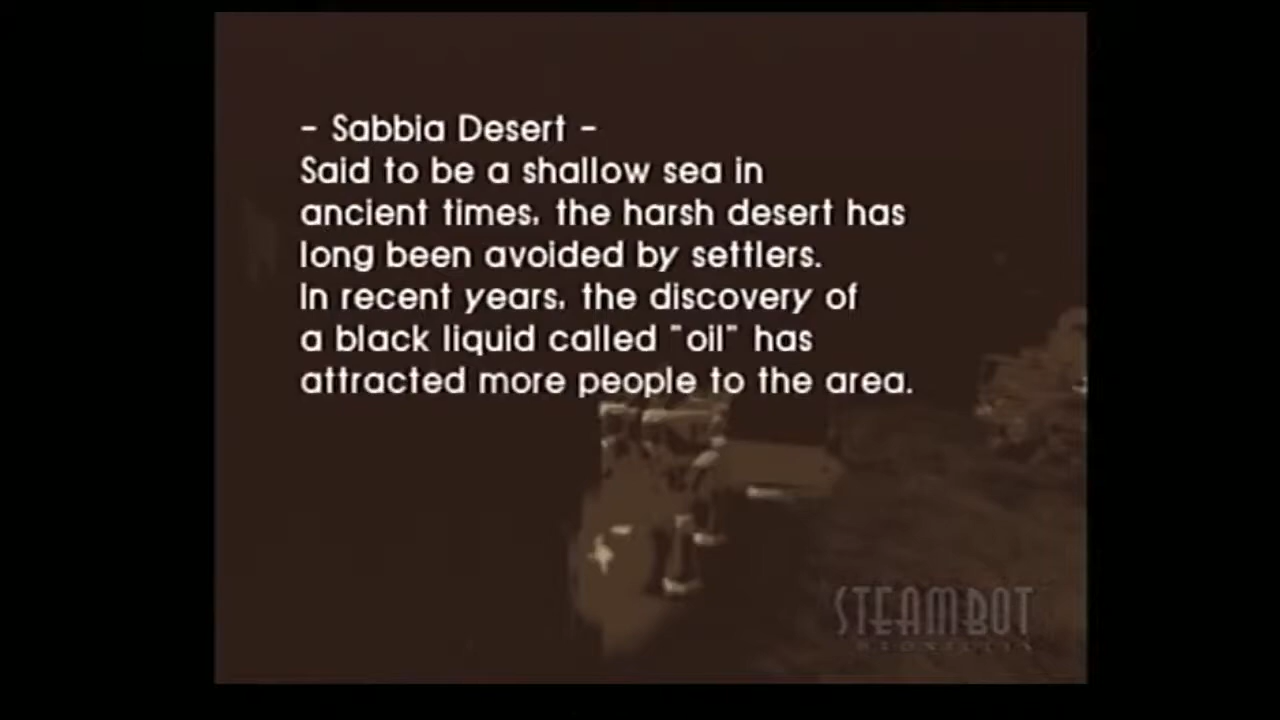 - Sabbia Desert -
Said to be a shallow sea in
ancient times, the harsh desert has
long been avoided by settlers.
In recent years, the discovery of
a black liquid called "oil" has
attracted more people to the area.
STEAMBOT
CHRONICLES